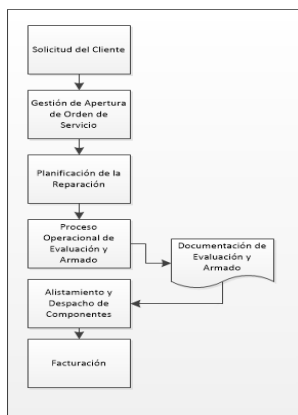 Solicitud del Cliente
Gestión de Apertura
de Orden de
Servicio
Planificación de la
Reparación
Proceso
Operacional de
Evaluación y
Armado
Documentación de
Evaluación y
Armado
Alistamiento y
Despacho de
Componentes
Facturación